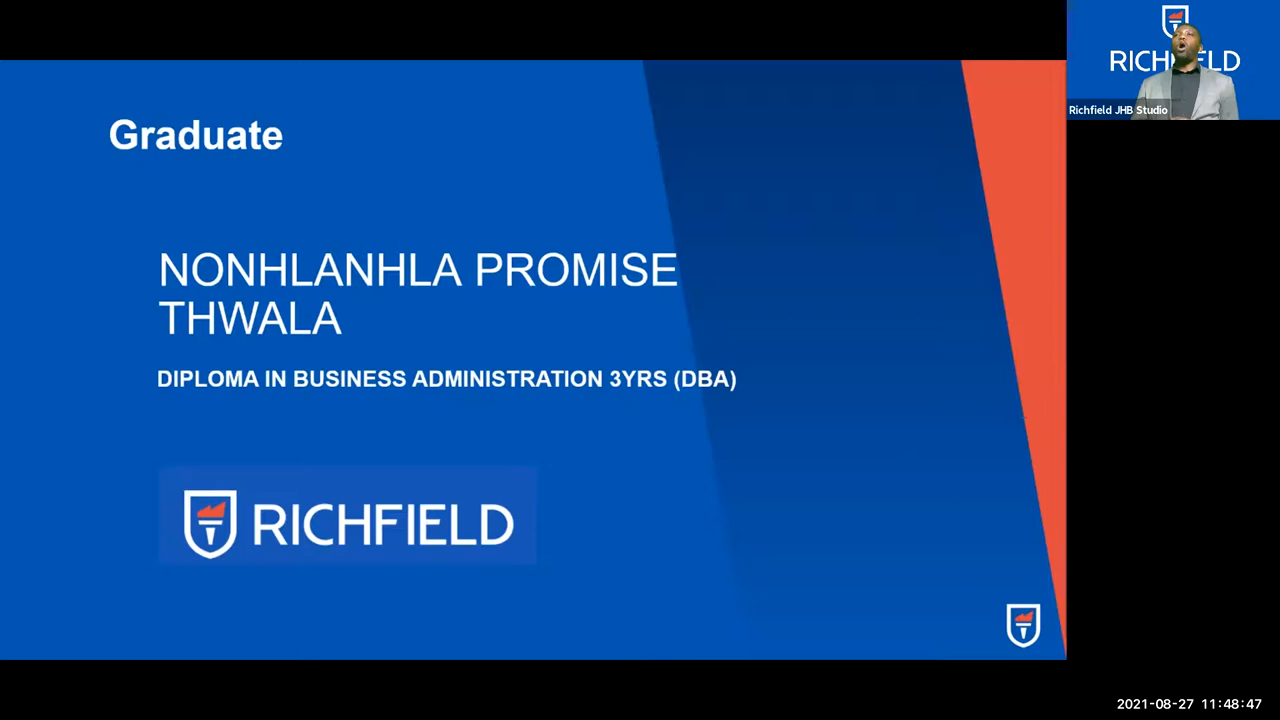 Graduate
NONHLANHLA PROMISE
THWALA
DIPLOMA IN BUSINESS ADMINISTRATION 3YRS (DBA)
RICHFIELD
RICHFIELD
Richfield JHB Studio
2021-08-27 11:48:47